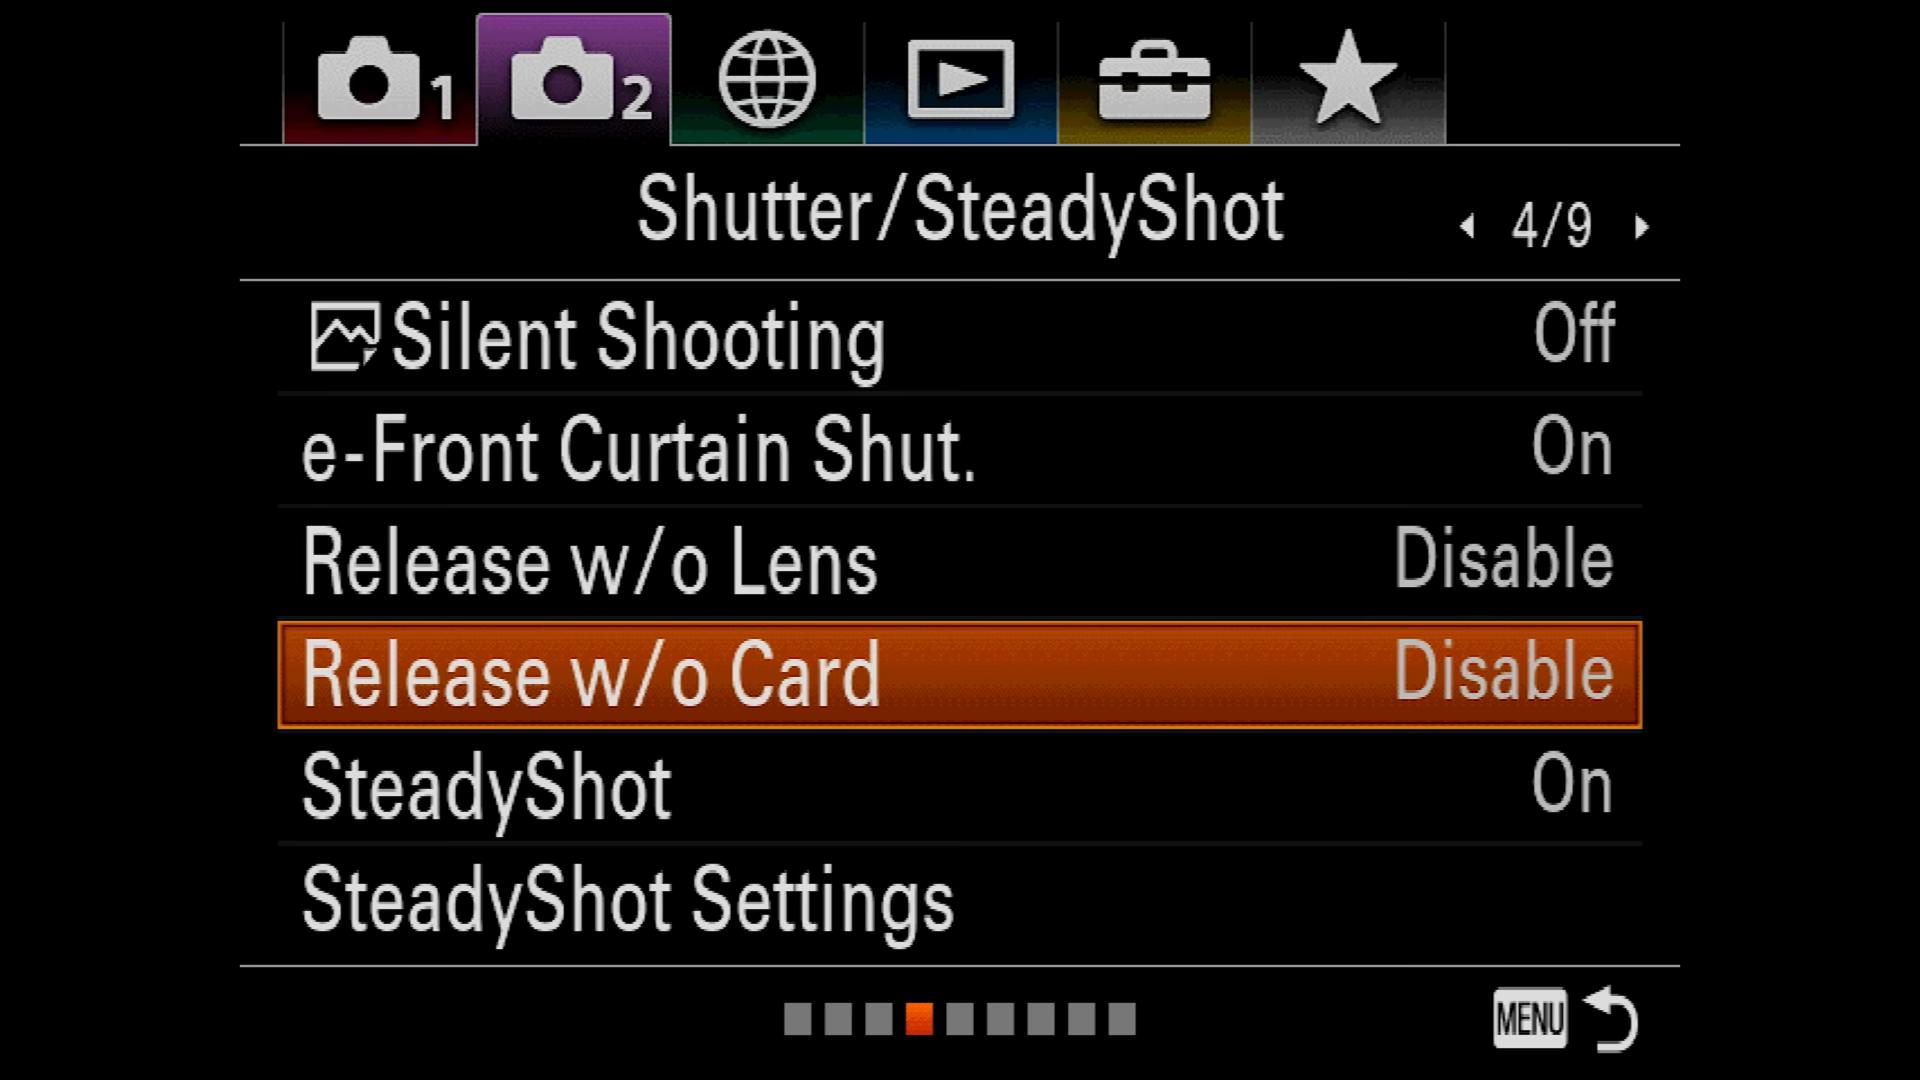 1 2
Shutter/SteadyShot 4/9
Silent Shooting Off
e-Front Curtain Shut. On
Release w/o Lens Disable
Release w/o Card Disable
SteadyShot On
SteadyShot Settings
MENU